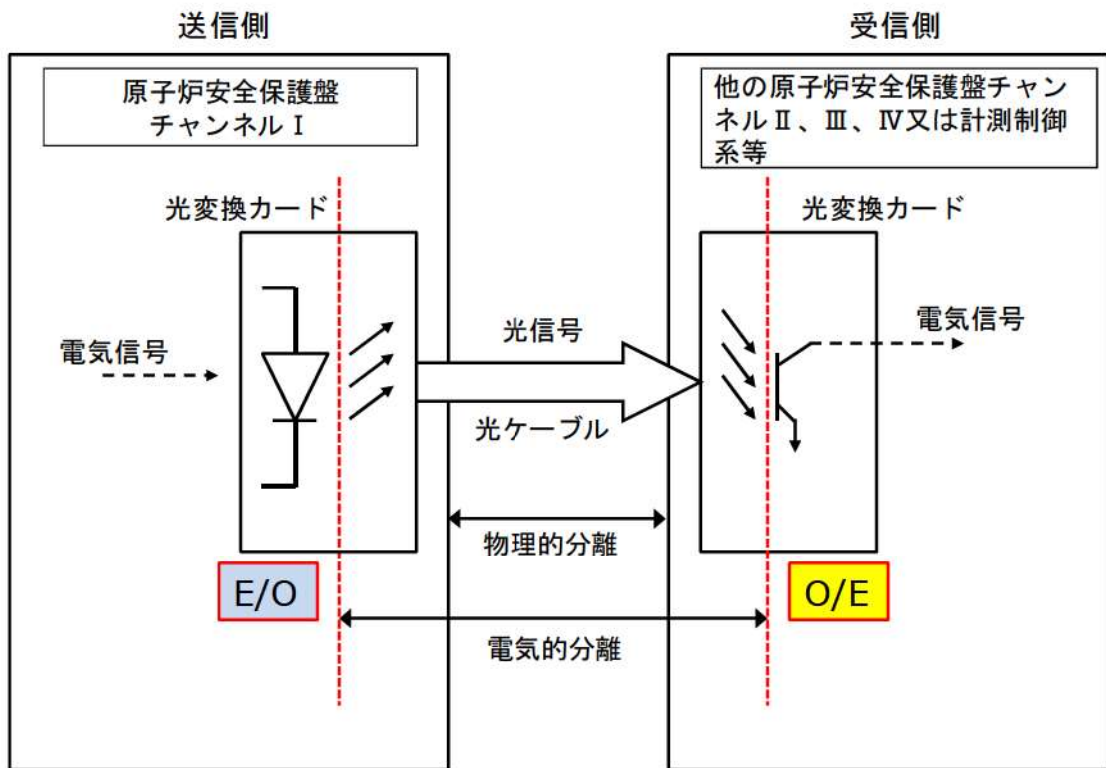 送信側
受信側
原子炉安全保護盤
チャンネルⅠ
他の原子炉安全保護盤チャン
ネルⅡ、Ⅲ、Ⅳ又は計測制御
系等
光変換カード
光変換カード
電気信号
光信号
電気信号
光ケーブル
物理的分離
E/O
O/E
電気的分離